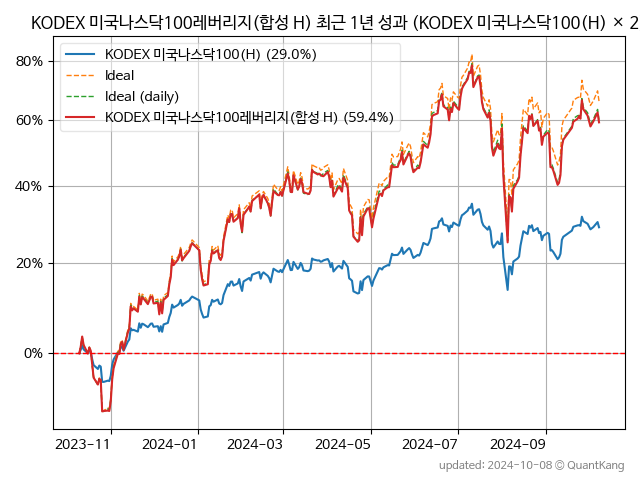 KODEX 미국나스닥100레버리지(합성 H) 최근 1년 성과 (KODEX 미국나스닥100(H) × 2
KODEX 미국나스닥100(H) (29.0%)
Ideal
Ideal (daily)
KODEX 미국나스닥100레버리지(합성 H) (59.4%)
80%
60%
40%
20%
0%
2023-11 2024-01 2024-03 2024-05 2024-07 2024-09
updated: 2024-10-08 © QuantKang